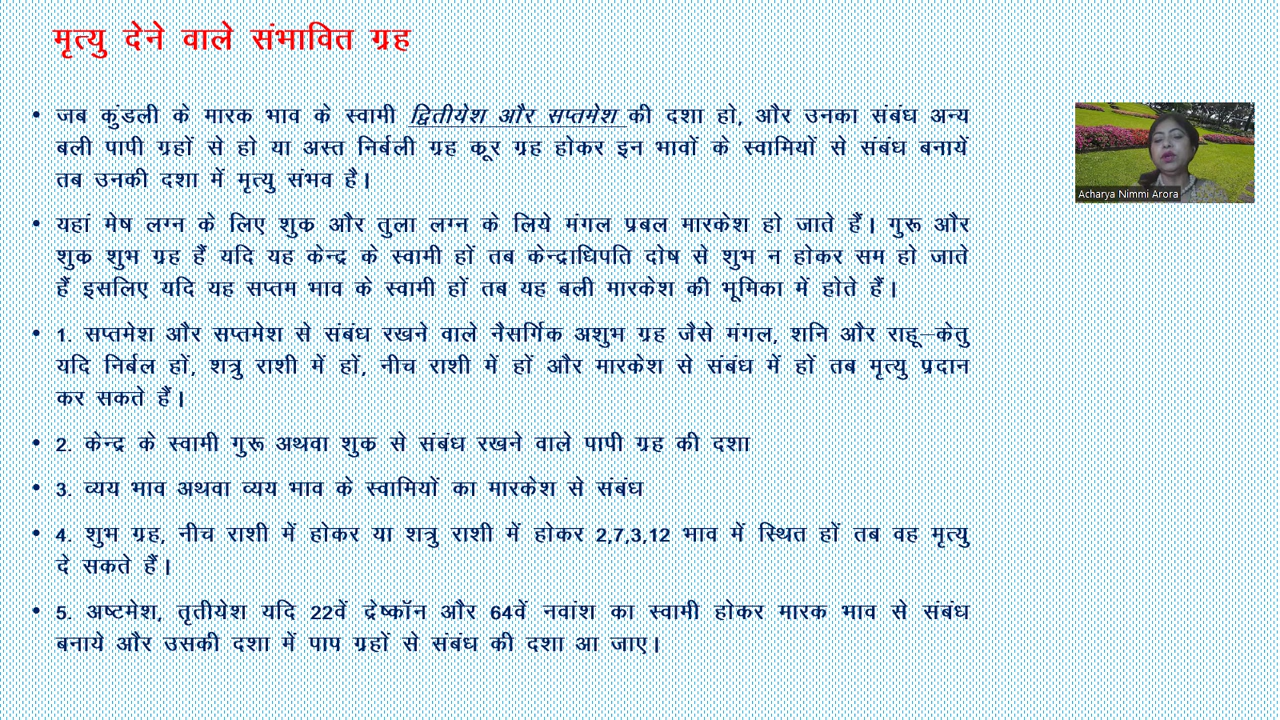 मृत्यु देने वाले संभावित ग्रह
• जब कुंडली के मारक भाव के स्वामी द्वितीयेश और सप्तमेश की दशा हो, और उनका संबंध अन्य
बली पापी ग्रहों से हो या अस्त निर्बली ग्रह क्रूर ग्रह होकर इन भावों के स्वामियों से संबंध बनायें
तब उनकी दशा में मृत्यु संभव है।
• यहां मेष लग्न के लिए शुक्र और तुला लग्न के लिये मंगल प्रबल मारकेश हो जाते हैं। गुरू और
शुक्र शुभ ग्रह हैं यदि यह केन्द्र के स्वामी हों तब केन्द्राधिपति दोष से शुभ न होकर सम हो जाते
हैं इसलिए यदि यह सप्तम भाव के स्वामी हों तब यह बली मारकेश की भूमिका में होते हैं।
• 1. सप्तमेश और सप्तमेश से संबंध रखने वाले नैसर्गिक अशुभ ग्रह जैसे मंगल, शनि और राहू–केतु
यदि निर्बल हों, शत्रु राशी में हों, नीच राशी में हों और मारकेश से संबंध में हों तब मृत्यु प्रदान
कर सकते हैं।
• 2. केन्द्र के स्वामी गुरू अथवा शुक्र से संबंध रखने वाले पापी ग्रह की दशा
• 3. व्यय भाव अथवा व्यय भाव के स्वामियों का मारकेश से संबंध
• 4. शुभ ग्रह, नीच राशी में होकर या शत्रु राशी में होकर 2,7,3,12 भाव में स्थित हों तब वह मृत्यु
दे सकते हैं।
• 5. अष्टमेश, तृतीयेश यदि 22वें द्रेष्कॉन और 64वें नवांश का स्वामी होकर मारक भाव से संबंध
बनाये और उसकी दशा में पाप ग्रहों से संबंध की दशा आ जाए।
Acharya Nimmi Arora